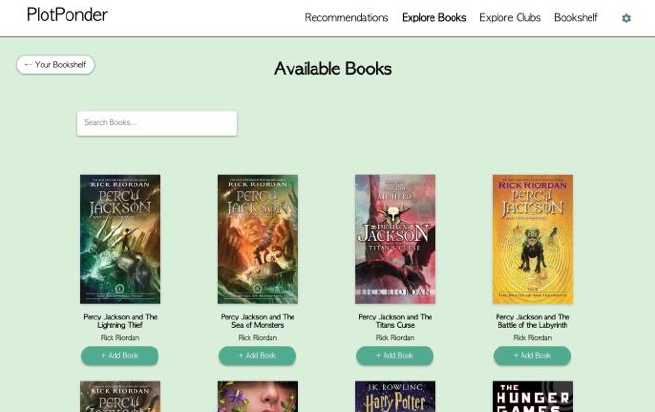 PlotPonder
Recommendations Explore Books Explore Clubs Bookshelf
← Your Bookshelf
Available Books
Search Books...
RICK RIORDAN
PERCY
JACKSON
RICK RIORDAN
PERCY
JACKSON
JACKSON
TITAN'S CURSE
RICK RIORDAN
RICK RIORDAN
PERCY
JACKSON
Percy Jackson and The
Lightning Thief
Rick Riordan
+ Add Book
Percy Jackson and The
Sea of Monsters
Rick Riordan
+ Add Book
Percy Jackson and The
Titans Curse
Rick Riordan
+ Add Book
Percy Jackson and The
Battle of the Labyrinth
Rick Riordan
+ Add Book
RICK RIORDAN
PERCY
JACKSON
J.K. ROWLING
Harry Potter
THE
HUNGER
GAMES